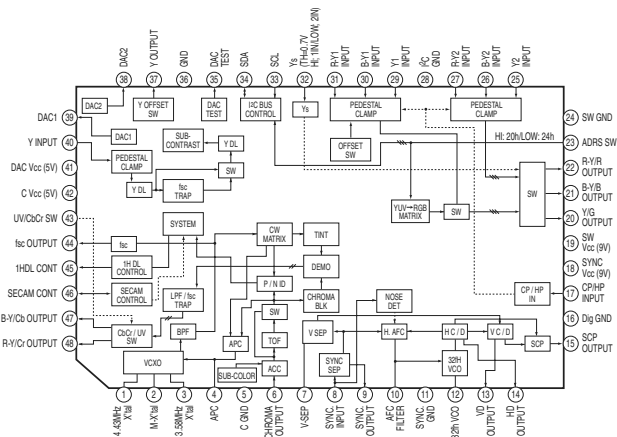 DAC2
Y OUTPUT
GND
DAC
TEST
SDA
SCL
Ys
(TH=0.7V
HI; 1IN/LOW; 2IN)
R-Y1
INPUT
B-Y1
INPUT
Y1
INPUT
I²C
GND
R-Y2
INPUT
B-Y2
INPUT
Y2
INPUT
38
37
36
35
34
33
32
31
30
29
28
27
26
25
DAC1 39
Y INPUT 40
DAC Vcc (5V) 41
C Vcc (5V) 42
UV/CbCr SW 43
fsc OUTPUT 44
1HDL CONT 45
SECAM CONT 46
B-Y/Cb OUTPUT 47
R-Y/Cr OUTPUT 48
DAC2
Y OFFSET
SW
DAC
TEST
I²C BUS
CONTROL
Ys
PEDESTAL
CLAMP
PEDESTAL
CLAMP
DAC1
SUB-
CONTRAST
Y DL
OFFSET
SW
HI: 20h/LOW: 24h
PEDESTAL
CLAMP
Y DL
fsc
TRAP
SW
YUV→RGB
MATRIX
SW
SW
SYSTEM
fsc
CW
MATRIX
TINT
1H DL
CONTROL
DEMO
P / N ID
SECAM
CONTROL
LPF / fsc
TRAP
CHROMA
BLK
NOSE
DET
CP / HP
IN
SW
CbCr / UV
SW
BPF
APC
TOF
V SEP
H. AFC
H C / D
V C / D
SCP
VCXO
SUB-COLOR
ACC
SYNC
SEP
32H
VCO
24 SW GND
23 ADRS SW
22 R-Y/R
OUTPUT
21 B-Y/B
OUTPUT
20 Y/G
OUTPUT
19 SW
Vcc (9V)
18 SYNC
Vcc (9V)
17 CP/HP
INPUT
16 Dig GND
15 SCP
OUTPUT
1
2
3
4
5
6
7
8
9
10
11
12
13
14
4.43MHz
X'tal
M-X'tal
3.58MHz
X'tal
APC
C GND
CHROMA
OUTPUT
V-SEP
SYNC.
INPUT
SYNC.
OUTPUT
AFC
FILTER
SYNC.
GND
32fh VCO
VD
OUTPUT
HD
OUTPUT